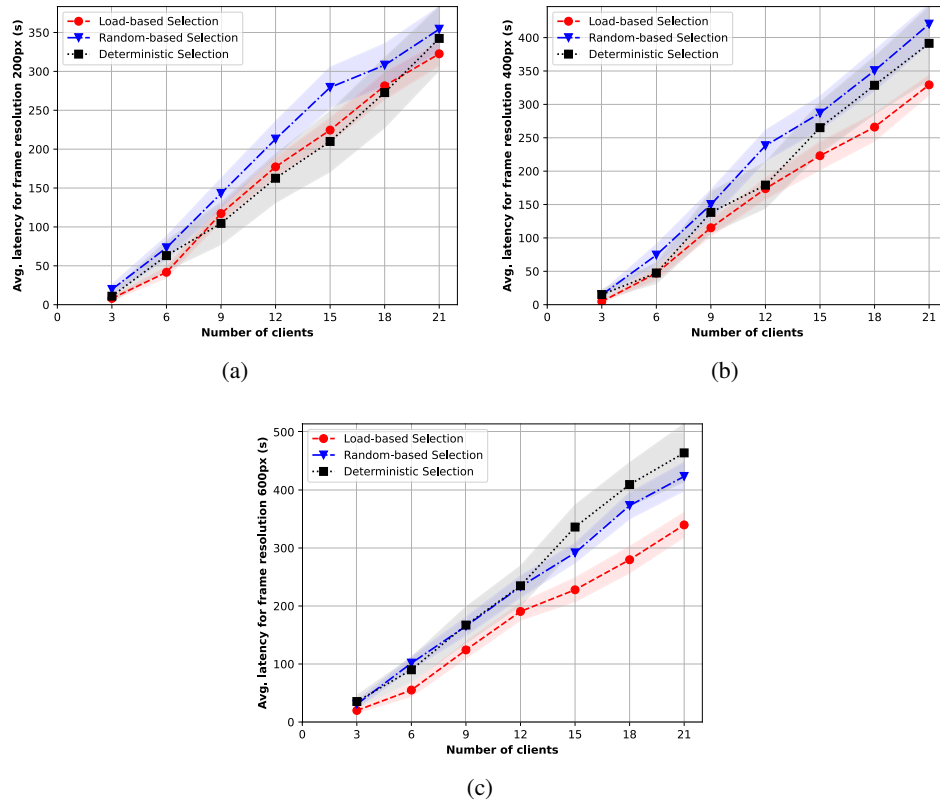 Avg. latency for frame resolution 200px (s)
350
300
250
200
150
100
50
0
Load-based Selection
Random-based Selection
Deterministic Selection
0 3 6 9 12 15 18 21
Number of clients
(a)
Avg. latency for frame resolution 400px (s)
400
350
300
250
200
150
100
50
0
Load-based Selection
Random-based Selection
Deterministic Selection
0 3 6 9 12 15 18 21
Number of clients
(b)
Avg. latency for frame resolution 600px (s)
500
400
300
200
100
0
Load-based Selection
Random-based Selection
Deterministic Selection
0 3 6 9 12 15 18 21
Number of clients
(c)